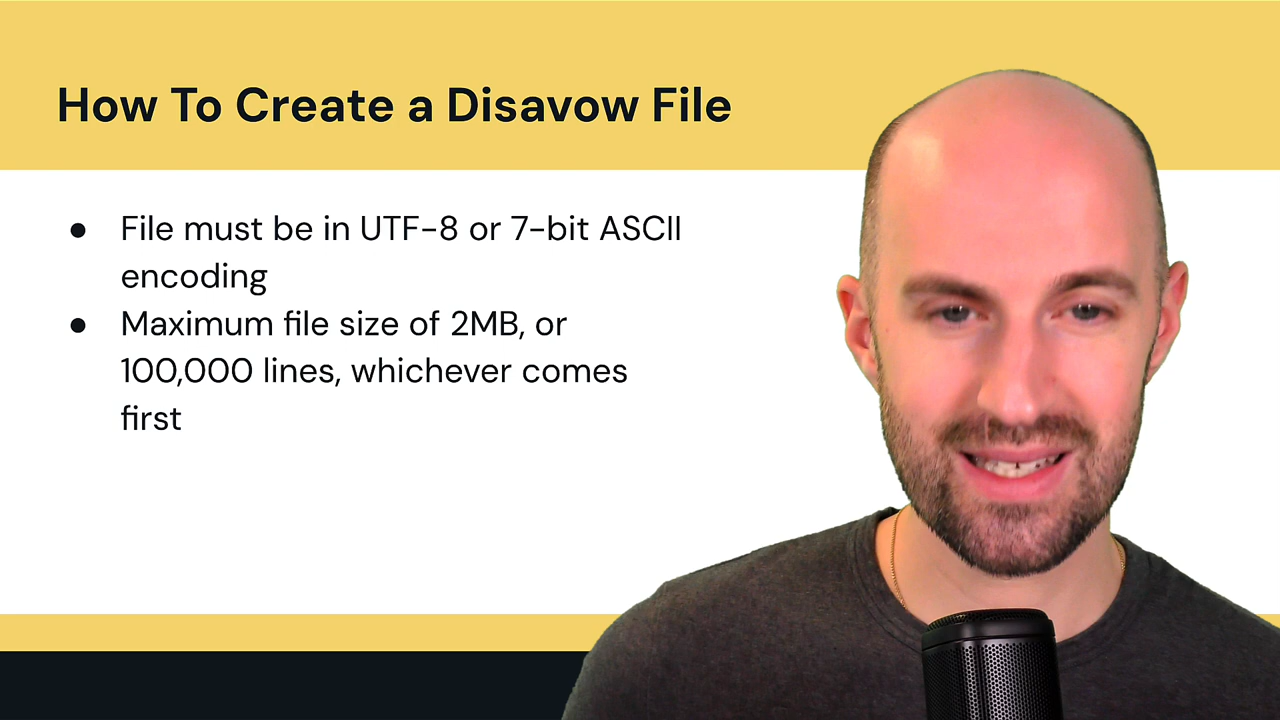 How To Create a Disavow File
● File must be in UTF-8 or 7-bit ASCII
encoding
● Maximum file size of 2MB, or
100,000 lines, whichever comes
first